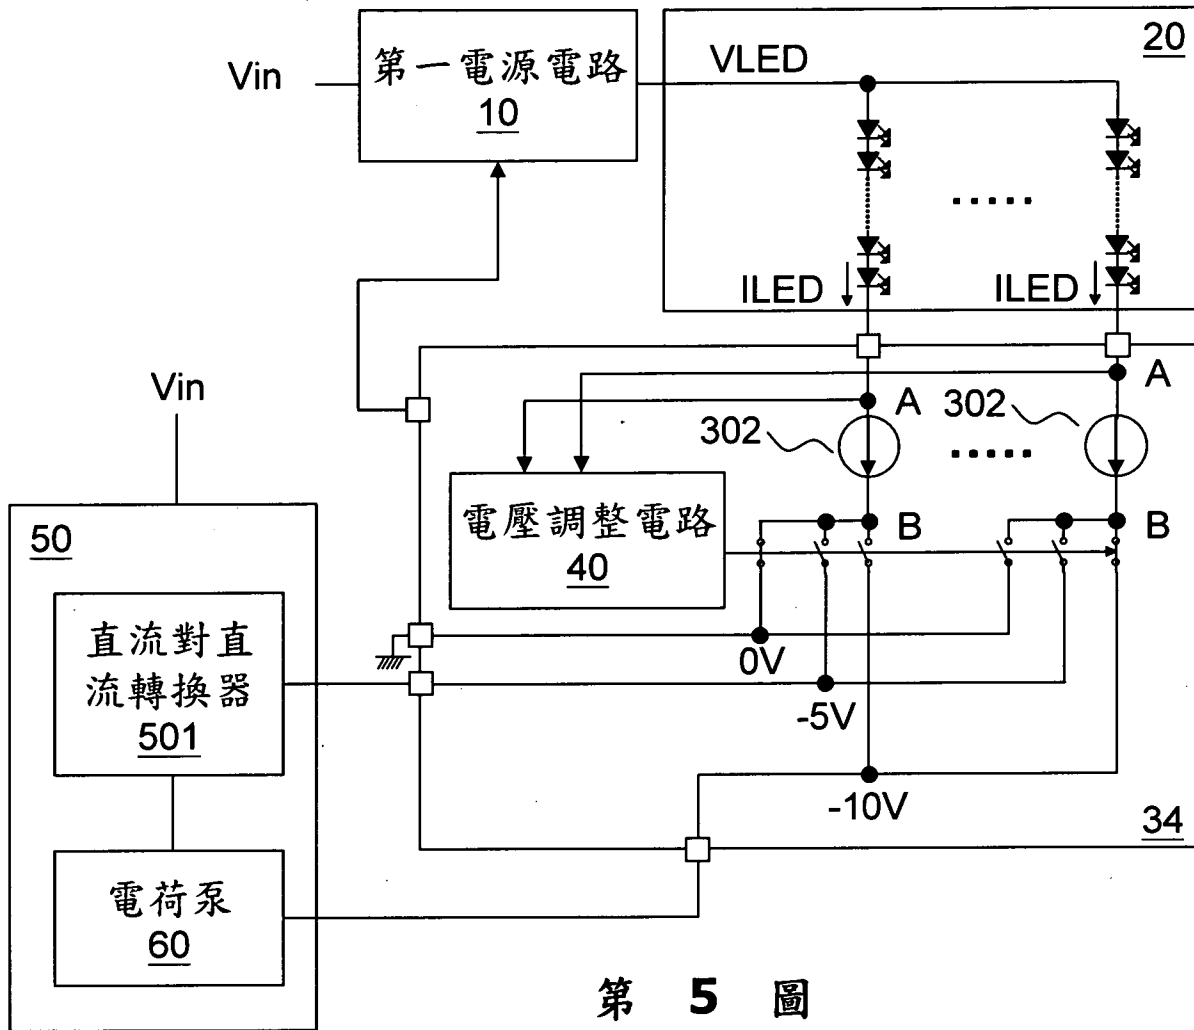 20
Vin
第一電源電路
10
VLED
ILED
ILED
Vin
A
A
302
302
電壓調整電路
40
B
B
50
直流對直
流轉換器
501
0V
-5V
-10V
34
電荷泵
60
第 5 圖